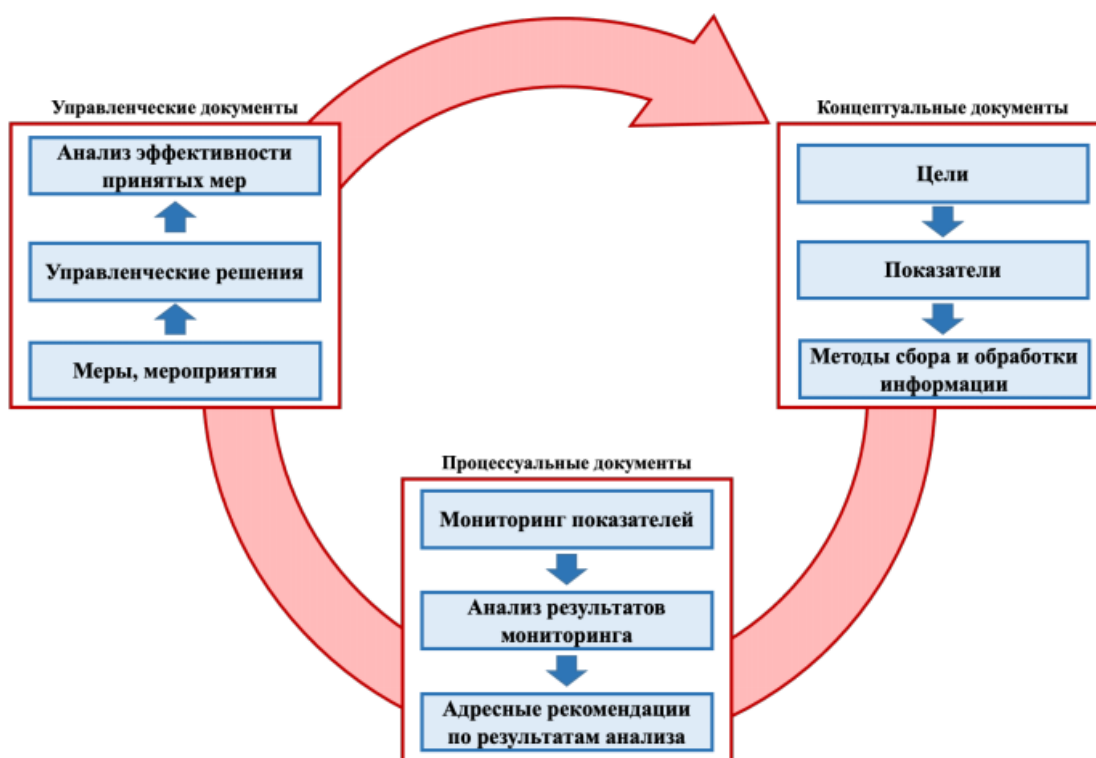 Управленческие документы
Анализ эффективности
принятых мер
Управленческие решения
Меры, мероприятия
Концептуальные документы
Цели
Показатели
Методы сбора и обработки
информации
Процессуальные документы
Мониторинг показателей
Анализ результатов
мониторинга
Адресные рекомендации
по результатам анализа